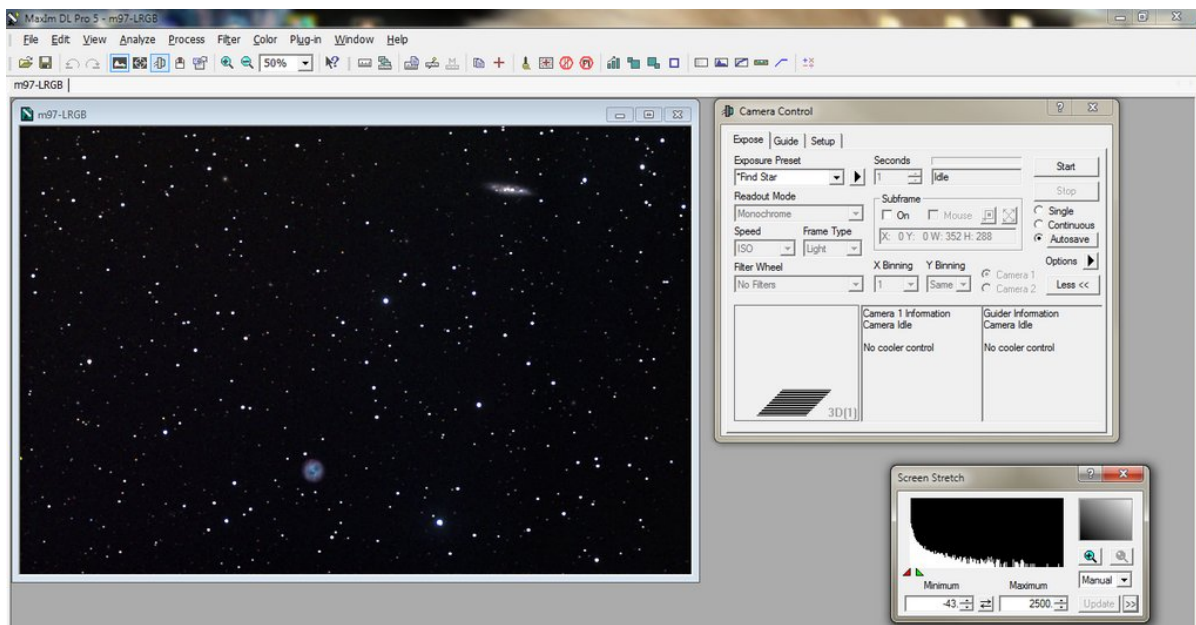 MaxIm DL Pro 5 - m97-LRGB
File Edit View Analyze Process Filter Color Plug-in Window Help
50%
m97-LRGB
m97-LRGB
Camera Control
Expose Guide Setup
Exposure Preset Seconds
*Find Star 1 Idle Start
Stop
Readout Mode Subframe
Monochrome On Mouse Single
Continuous
Speed Frame Type X: 0 Y: 0 W: 352 H: 288 Autosave
ISO Light
Filter Wheel X Binning Y Binning Camera 1 Options
No Filters 1 Same Camera 2 Less <<
Camera 1 Information Guider Information
Camera Idle Camera Idle
No cooler control No cooler control
3D[1]
Screen Stretch
Manual
Minimum Maximum
-43. 2500. Update >>